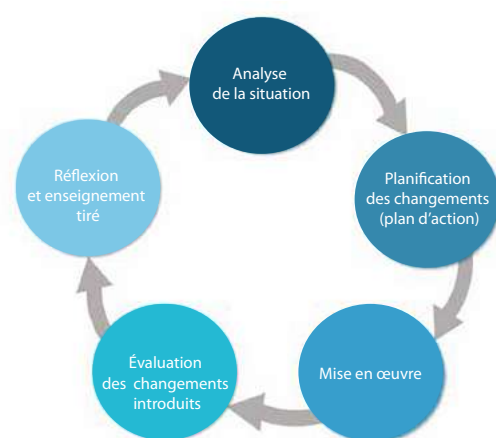 Analyse
de la situation
Planification
des changements
(plan d’action)
Mise en œuvre
Évaluation
des changements
introduits
Réflexion
et enseignement
tiré